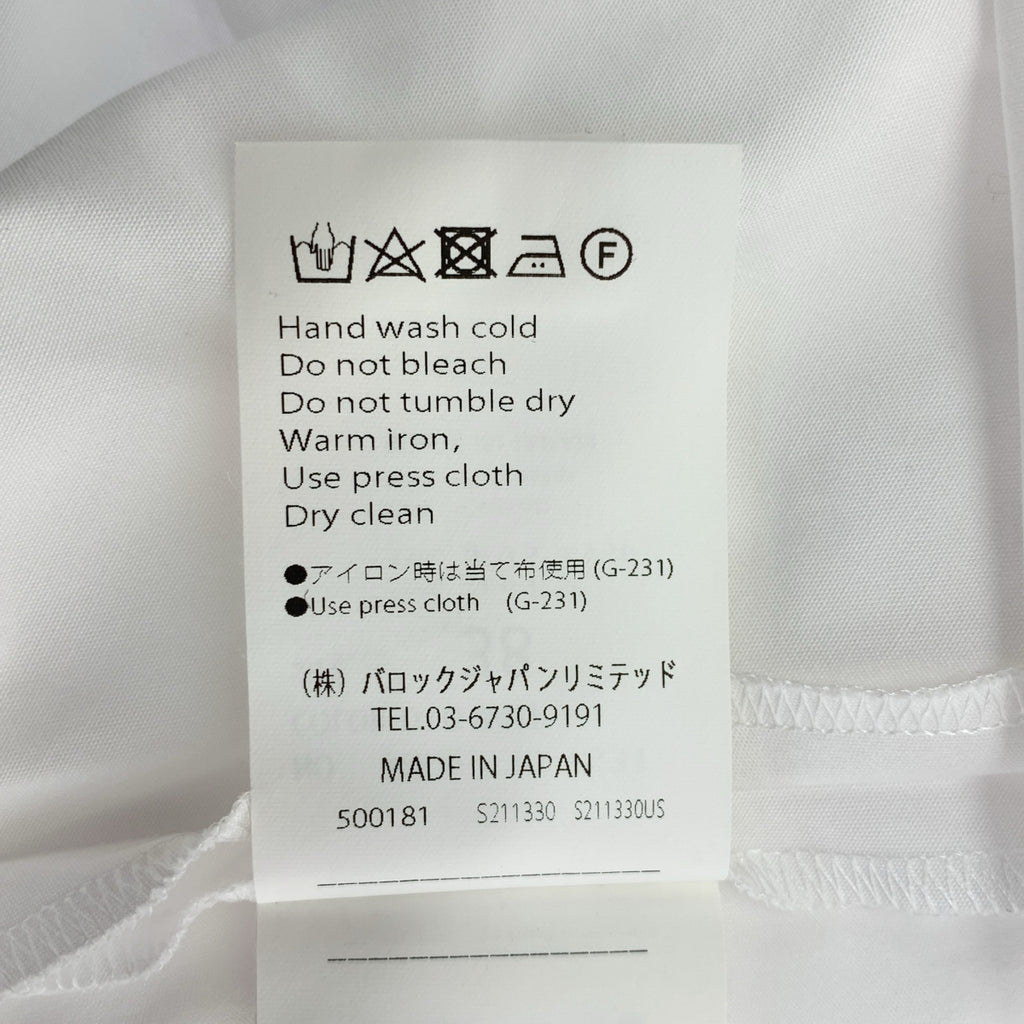 F
Hand wash cold
Do not bleach
Do not tumble dry
Warm iron,
Use press cloth
Dry clean
●アイロン時は当て布使用 (G-231)
●Use press cloth (G-231)
(株) バロックジャパンリミテッド
TEL.03-6730-9191
MADE IN JAPAN
500181 S211330 S211330US